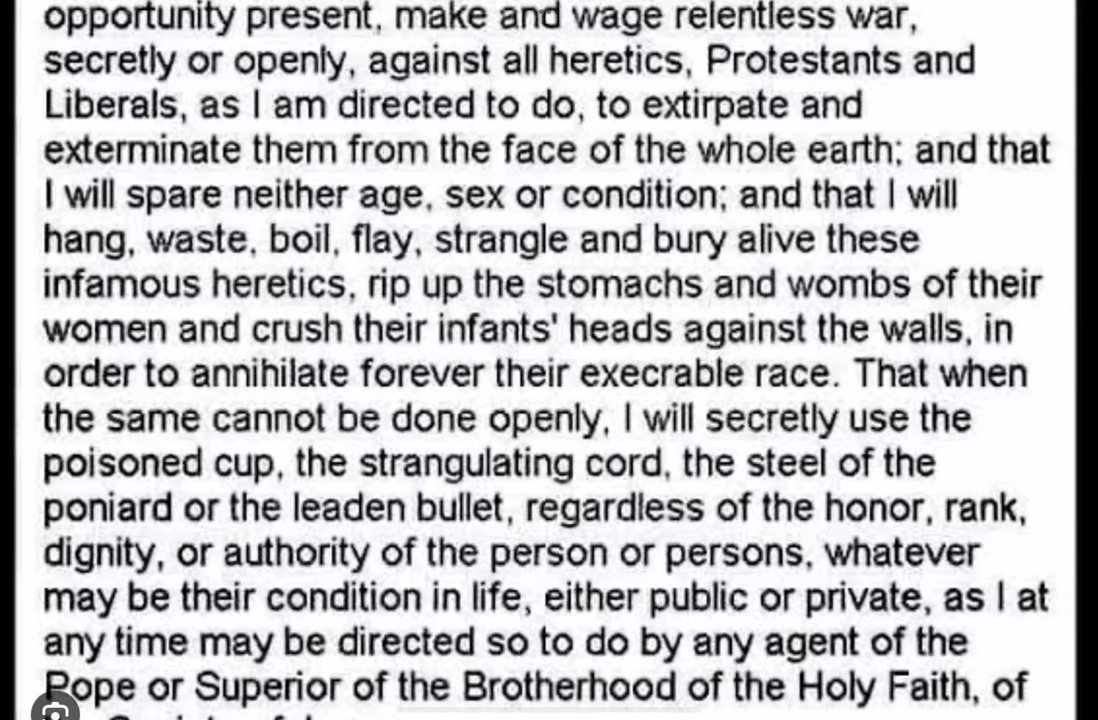 opportunity present, make and wage relentless war,
secretly or openly, against all heretics, Protestants and
Liberals, as I am directed to do, to extirpate and
exterminate them from the face of the whole earth; and that
I will spare neither age, sex or condition; and that I will
hang, waste, boil, flay, strangle and bury alive these
infamous heretics, rip up the stomachs and wombs of their
women and crush their infants' heads against the walls, in
order to annihilate forever their execrable race. That when
the same cannot be done openly, I will secretly use the
poisoned cup, the strangulating cord, the steel of the
poniard or the leaden bullet, regardless of the honor, rank,
dignity, or authority of the person or persons, whatever
may be their condition in life, either public or private, as I at
any time may be directed so to do by any agent of the
Pope or Superior of the Brotherhood of the Holy Faith, of